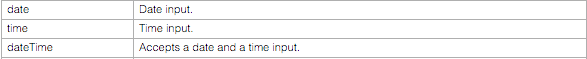 date Date input.
time Time input.
dateTime Accepts a date and a time input.